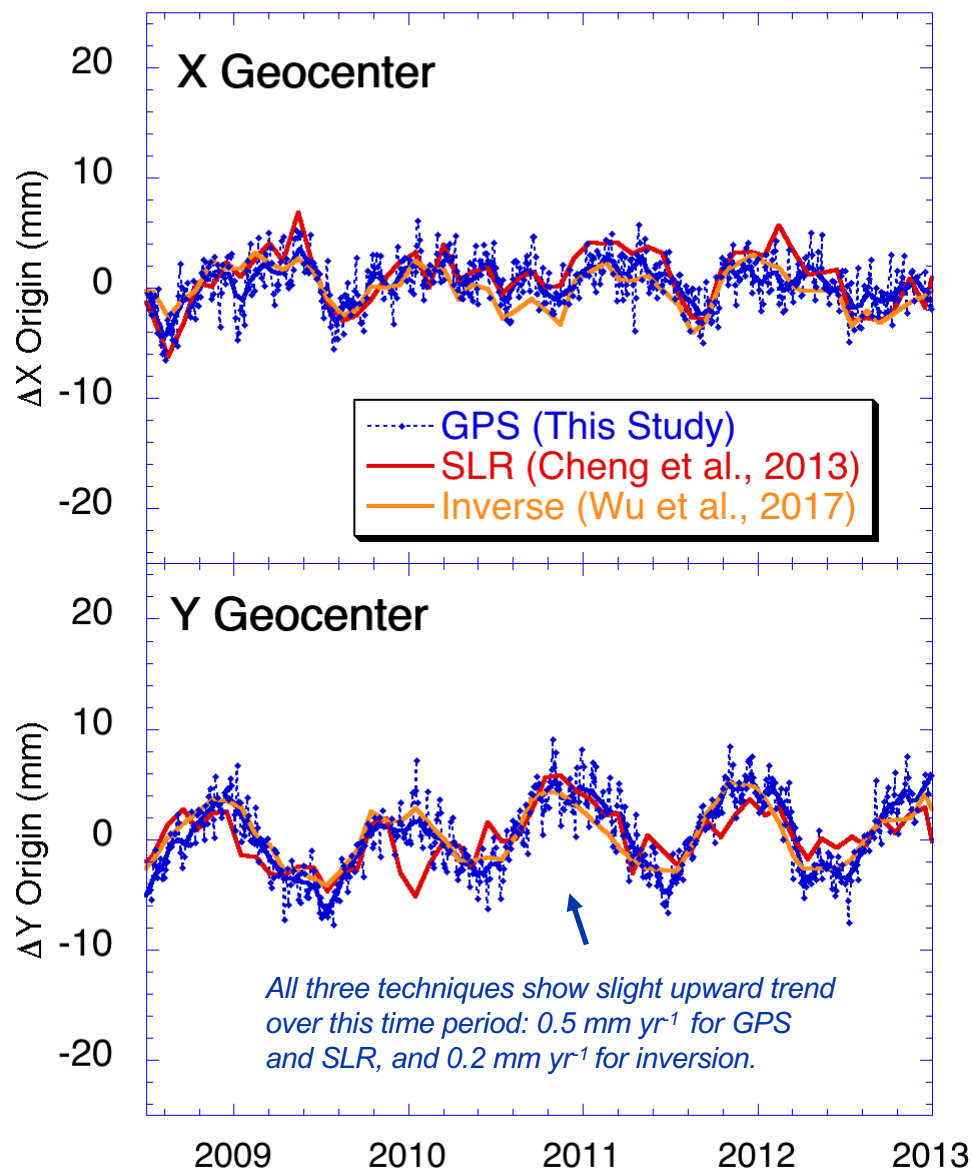 X Geocenter
20
10
0
-10
-20
ΔX Origin (mm)
GPS (This Study)
SLR (Cheng et al., 2013)
Inverse (Wu et al., 2017)
Y Geocenter
20
10
0
-10
-20
ΔY Origin (mm)
All three techniques show slight upward trend
over this time period: 0.5 mm yr⁻¹ for GPS
and SLR, and 0.2 mm yr⁻¹ for inversion.
2009 2010 2011 2012 2013